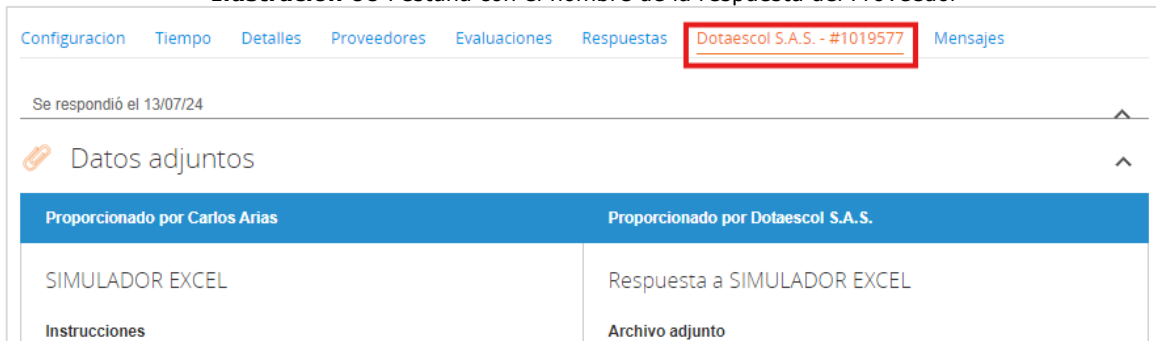 Configuración Tiempo Detalles Proveedores Evaluaciones Respuestas Dotaescol S.A.S. - #1019577 Mensajes
Se respondió el 13/07/24
Datos adjuntos
Proporcionado por Carlos Arias Proporcionado por Dotaescol S.A.S.
SIMULADOR EXCEL Respuesta a SIMULADOR EXCEL
Instrucciones Archivo adjunto